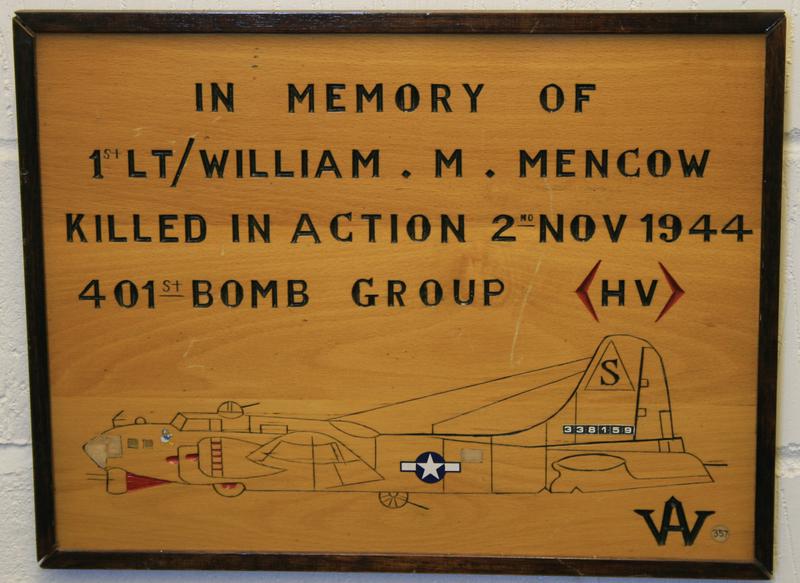 IN MEMORY OF
1st LT/WILLIAM . M . MENCOW
KILLED IN ACTION 2ND NOV 1944
401st BOMB GROUP <HV>
S
338159
WA
357